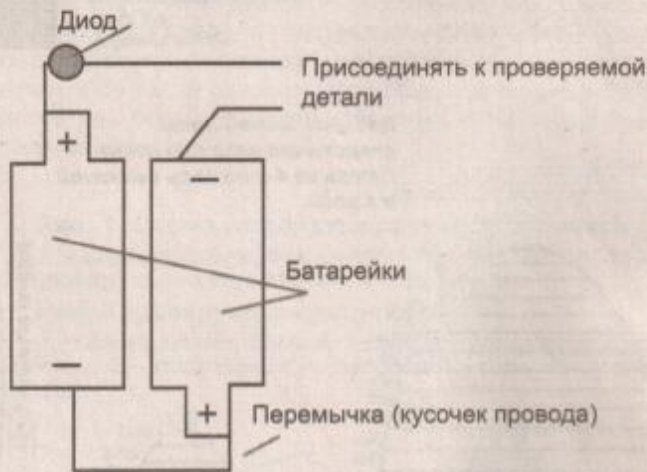 Диод
Присоединять к проверяемой
детали
+
−
Батарейки
−
+
Перемычка (кусочек провода)